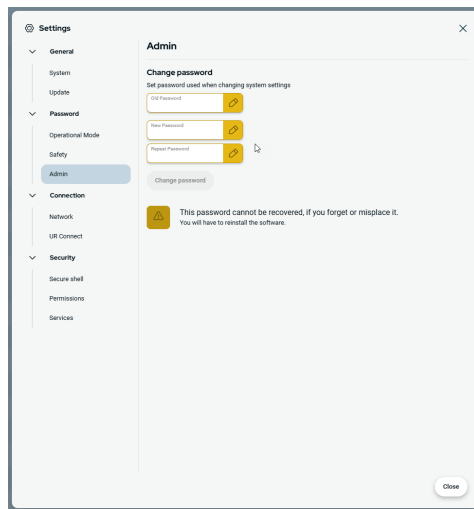 Settings
General
System
Update
Password
Operational Mode
Safety
Admin
Connection
Network
UR Connect
Security
Secure shell
Permissions
Services
Admin
Change password
Set password used when changing system settings
Old Password
New Password
Repeat Password
Change password
This password cannot be recovered, if you forget or misplace it.
You will have to reinstall the software.
Close